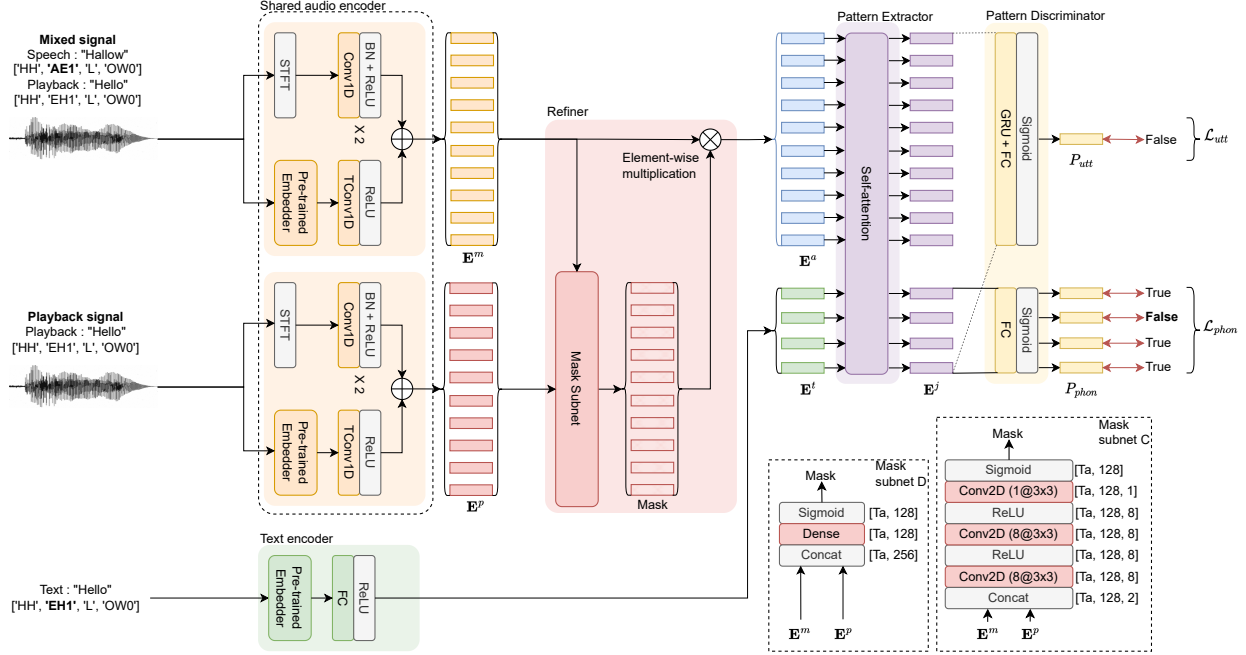 Shared audio encoder
Mixed signal
Speech : "Hallow"
['HH', 'AE1', 'L', 'OW0']
Playback : "Hello"
['HH', 'EH1', 'L', 'OW0']
STFT
Conv1D
BN + ReLU
X 2
Pre-trained
Embedder
TConv1D
ReLU
E^m
Playback signal
Playback : "Hello"
['HH', 'EH1', 'L', 'OW0']
STFT
Conv1D
BN + ReLU
X 2
Pre-trained
Embedder
TConv1D
ReLU
E^p
Text encoder
Text : "Hello"
['HH', 'EH1', 'L', 'OW0']
Pre-trained
Embedder
FC
ReLU
Refiner
Element-wise
multiplication
Mask Subnet
Mask
Pattern Extractor
Self-attention
E^a
E^t
E^j
Pattern Discriminator
GRU + FC
Sigmoid
P_utt
False
L_utt
FC
Sigmoid
P_phon
True
False
True
True
L_phon
Mask
subnet D
Mask
Sigmoid
[Ta, 128]
Dense
[Ta, 128]
Concat
[Ta, 256]
E^m
E^p
Mask
subnet C
Mask
Sigmoid
[Ta, 128]
Conv2D (1@3x3)
[Ta, 128, 1]
ReLU
[Ta, 128, 8]
Conv2D (8@3x3)
[Ta, 128, 8]
ReLU
[Ta, 128, 8]
Conv2D (8@3x3)
[Ta, 128, 8]
Concat
[Ta, 128, 2]
E^m
E^p